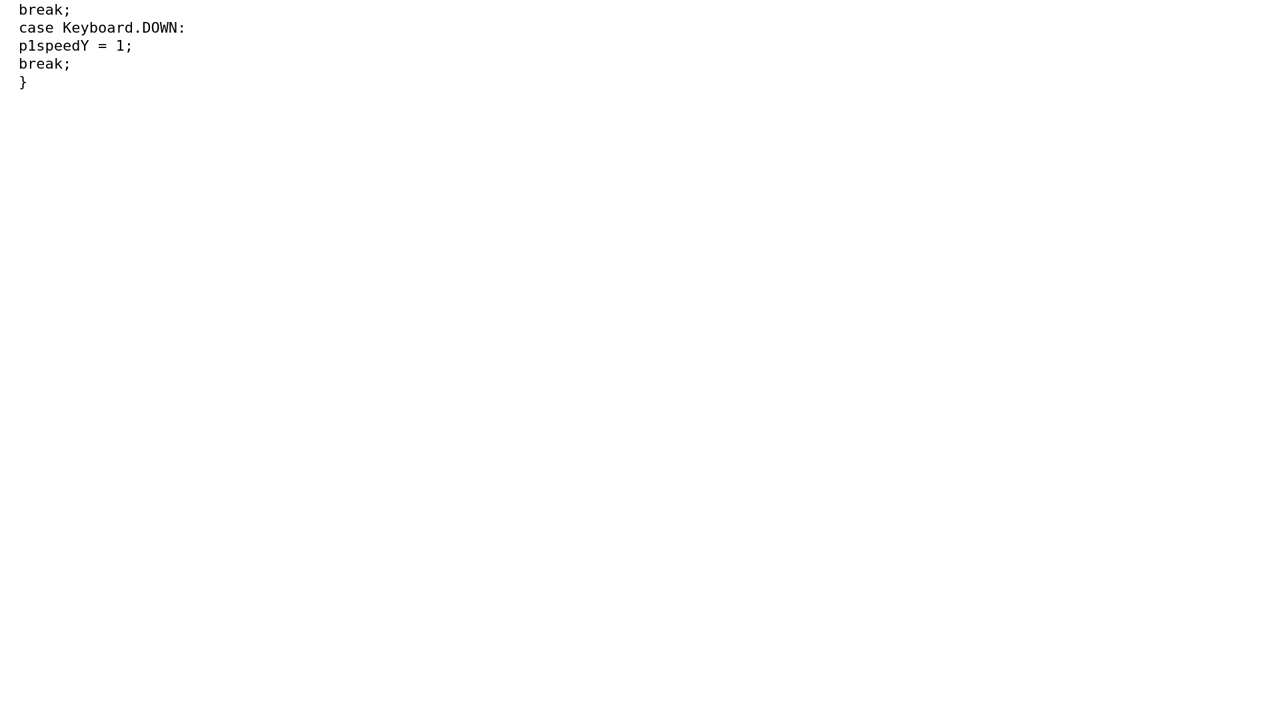 break;
case Keyboard.DOWN:
p1speedY = 1;
break;
}